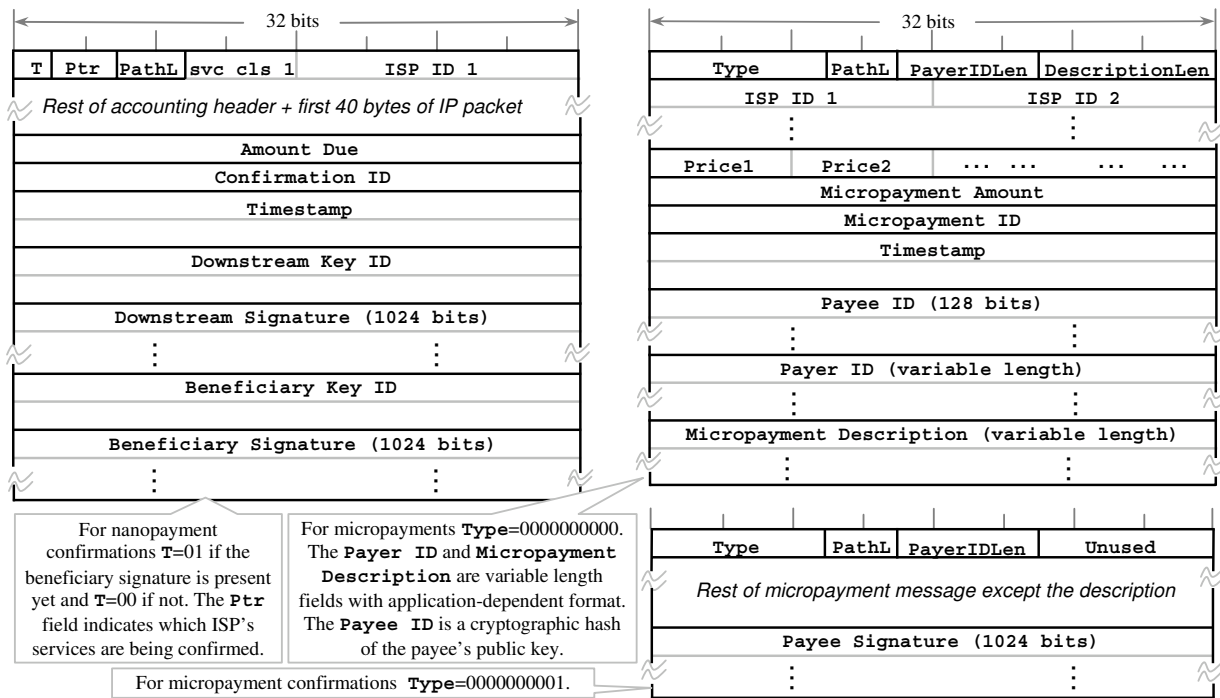 32 bits
T Ptr PathL svc cls 1 ISP ID 1
Rest of accounting header + first 40 bytes of IP packet
Amount Due
Confirmation ID
Timestamp
Downstream Key ID
Downstream Signature (1024 bits)
Beneficiary Key ID
Beneficiary Signature (1024 bits)
For nanopayment
confirmations T=01 if the
beneficiary signature is present
yet and T=00 if not. The Ptr
field indicates which ISP's
services are being confirmed.
32 bits
Type PathL PayerIDLen DescriptionLen
ISP ID 1 ISP ID 2
Price1 Price2 ... ... ... ...
Micropayment Amount
Micropayment ID
Timestamp
Payee ID (128 bits)
Payer ID (variable length)
Micropayment Description (variable length)
For micropayments Type=0000000000.
The Payer ID and Micropayment
Description are variable length
fields with application-dependent format.
The Payee ID is a cryptographic hash
of the payee's public key.
Type PathL PayerIDLen Unused
Rest of micropayment message except the description
Payee Signature (1024 bits)
For micropayment confirmations Type=0000000001.